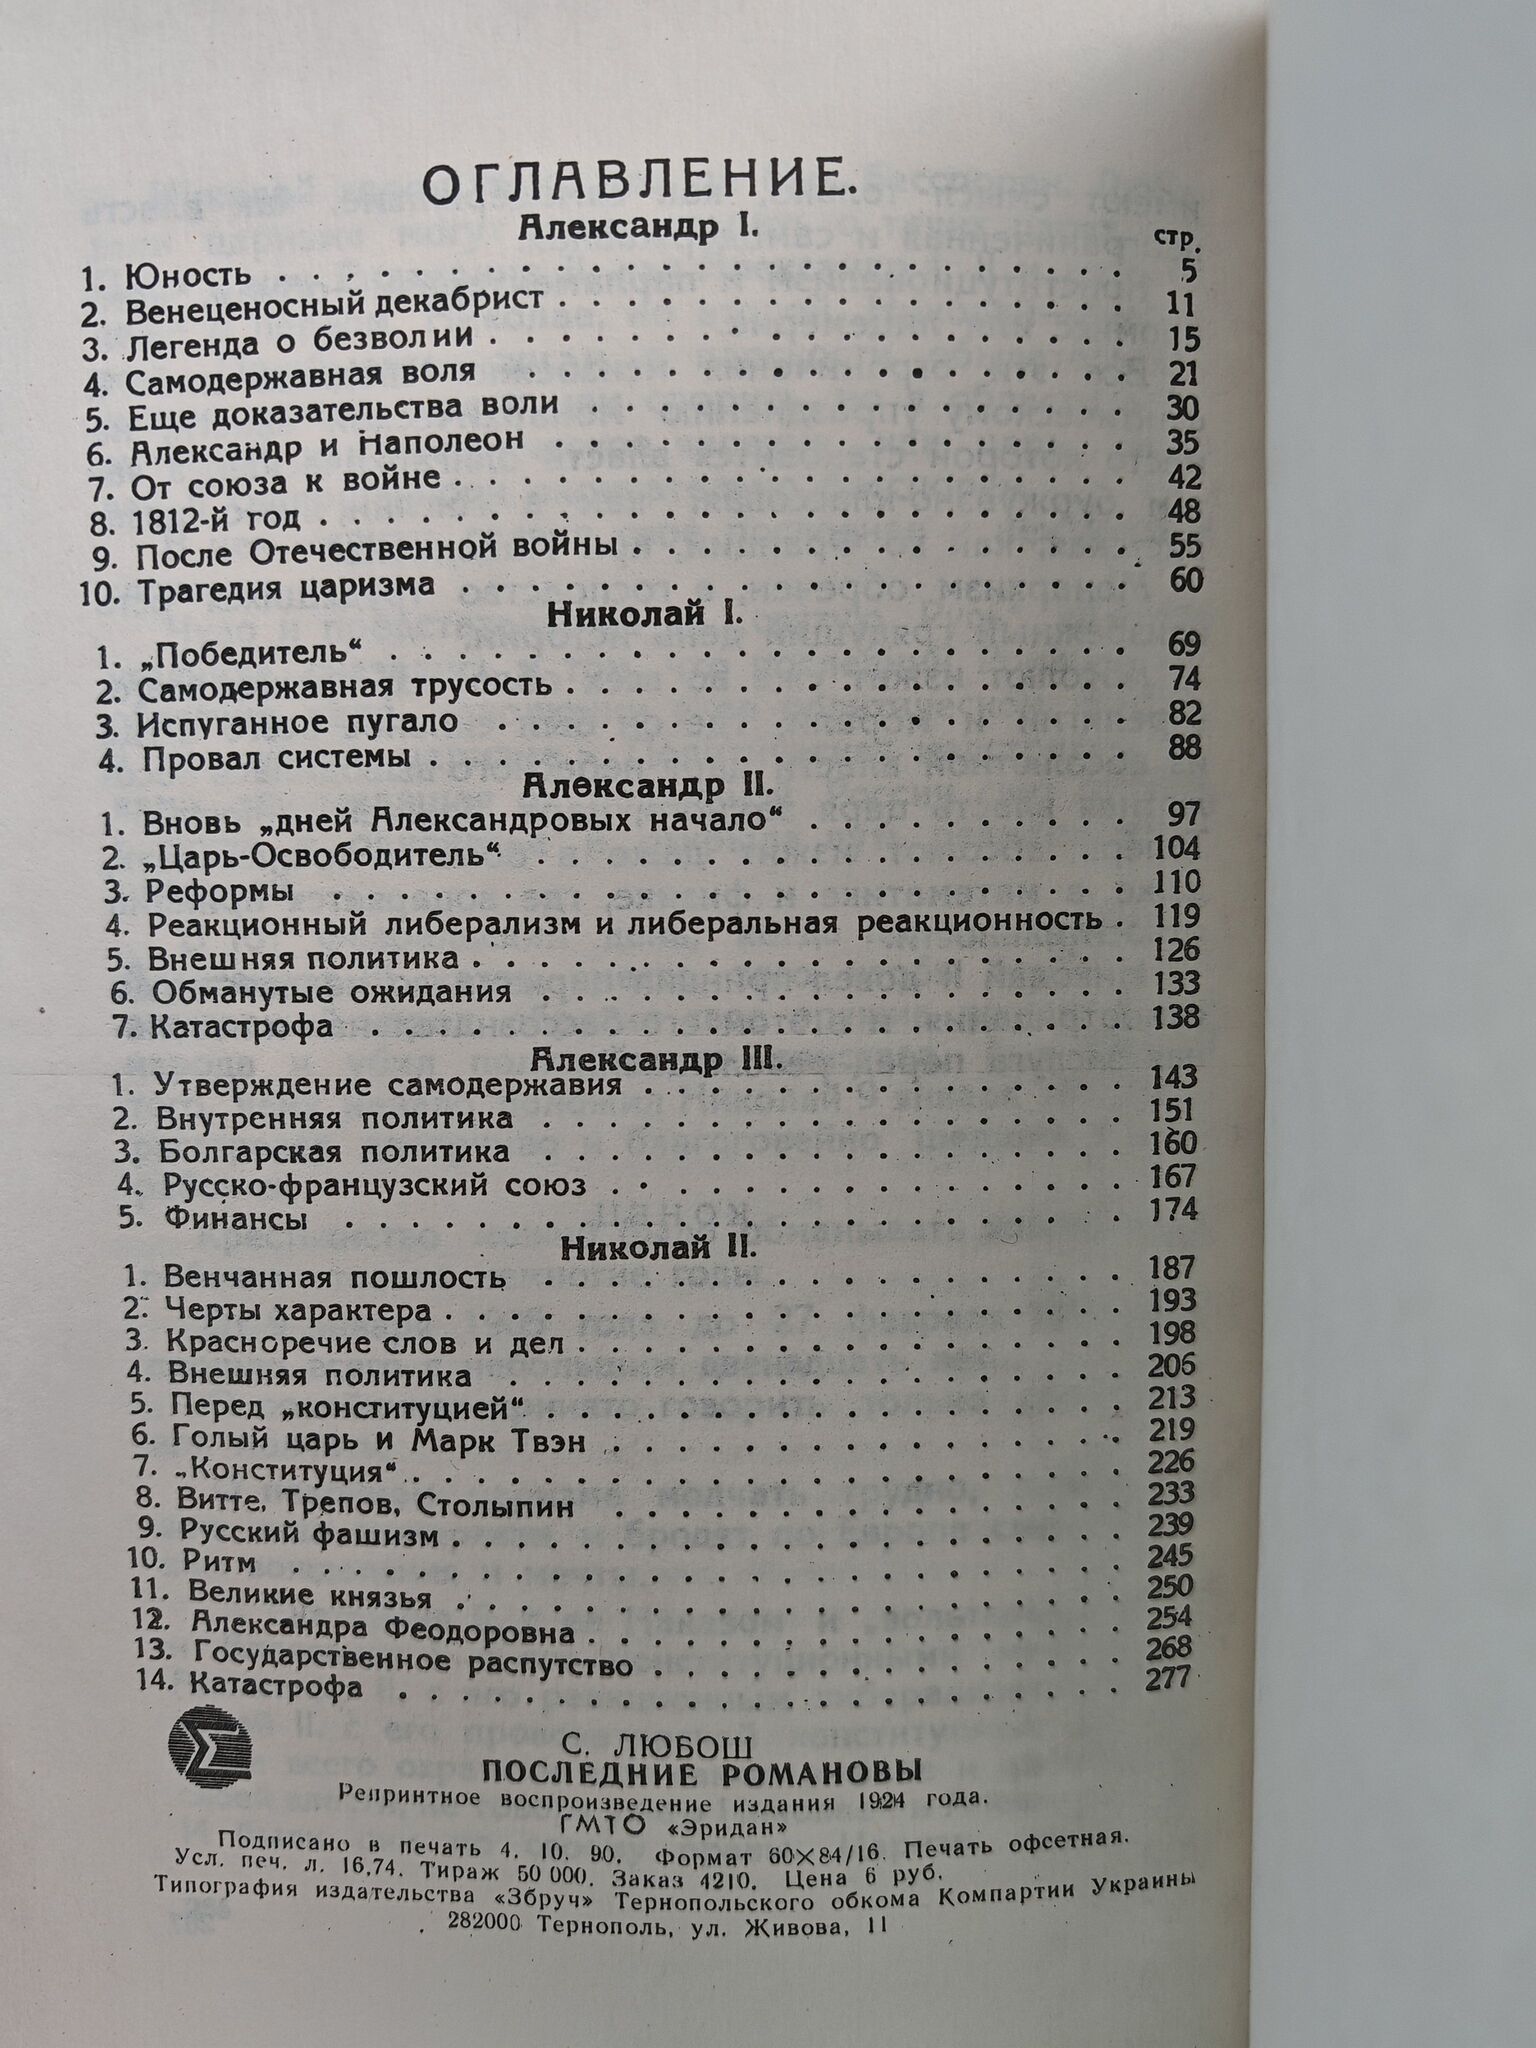 ОГЛАВЛЕНИЕ.
Александр I.
стр.
1. Юность . . . . . . . . . . . . . . . . . . . . 5
2. Венеценосный декабрист . . . . . . . . . . . . . 11
3. Легенда о безволии . . . . . . . . . . . . . . . 15
4. Самодержавная воля . . . . . . . . . . . . . . . 21
5. Еще доказательства воли . . . . . . . . . . . . 30
6. Александр и Наполеон . . . . . . . . . . . . . . 35
7. От союза к войне . . . . . . . . . . . . . . . . 42
8. 1812-й год . . . . . . . . . . . . . . . . . . . 48
9. После Отечественной войны . . . . . . . . . . . 55
10. Трагедия царизма . . . . . . . . . . . . . . . 60
Николай I.
1. „Победитель“ . . . . . . . . . . . . . . . . . . 69
2. Самодержавная трусость . . . . . . . . . . . . . 74
3. Испуганное пугало . . . . . . . . . . . . . . . 82
4. Провал системы . . . . . . . . . . . . . . . . . 88
Александр II.
1. Вновь „дней Александровых начало“ . . . . . . . 97
2. „Царь-Освободитель“ . . . . . . . . . . . . . . 104
3. Реформы . . . . . . . . . . . . . . . . . . . . 110
4. Реакционный либерализм и либеральная реакционность . 119
5. Внешняя политика . . . . . . . . . . . . . . . . 126
6. Обманутые ожидания . . . . . . . . . . . . . . . 133
7. Катастрофа . . . . . . . . . . . . . . . . . . . 138
Александр III.
1. Утверждение самодержавия . . . . . . . . . . . . 143
2. Внутренняя политика . . . . . . . . . . . . . . 151
3. Болгарская политика . . . . . . . . . . . . . . 160
4. Русско-французский союз . . . . . . . . . . . . 167
5. Финансы . . . . . . . . . . . . . . . . . . . . 174
Николай II.
1. Венчанная пошлость . . . . . . . . . . . . . . . 187
2. Черты характера . . . . . . . . . . . . . . . . 193
3. Красноречие слов и дел . . . . . . . . . . . . . 198
4. Внешняя политика . . . . . . . . . . . . . . . . 206
5. Перед „конституцией“ . . . . . . . . . . . . . . 213
6. Голый царь и Марк Твэн . . . . . . . . . . . . . 219
7. „Конституция“ . . . . . . . . . . . . . . . . . 226
8. Витте, Трепов, Столыпин . . . . . . . . . . . . 233
9. Русский фашизм . . . . . . . . . . . . . . . . . 239
10. Ритм . . . . . . . . . . . . . . . . . . . . . 245
11. Великие князья . . . . . . . . . . . . . . . . 250
12. Александра Феодоровна . . . . . . . . . . . . . 254
13. Государственное распутство . . . . . . . . . . 268
14. Катастрофа . . . . . . . . . . . . . . . . . . 277
С. ЛЮБОШ
ПОСЛЕДНИЕ РОМАНОВЫ
Репринтное воспроизведение издания 1924 года.
ГМТО «Эридан»
Подписано в печать 4. 10. 90. Формат 60×84/16. Печать офсетная.
Усл. печ. л. 16,74. Тираж 50 000. Заказ 4210. Цена 6 руб.
Типография издательства «Збруч» Тернопольского обкома Компартии Украины
282000 Тернополь, ул. Живова, 11